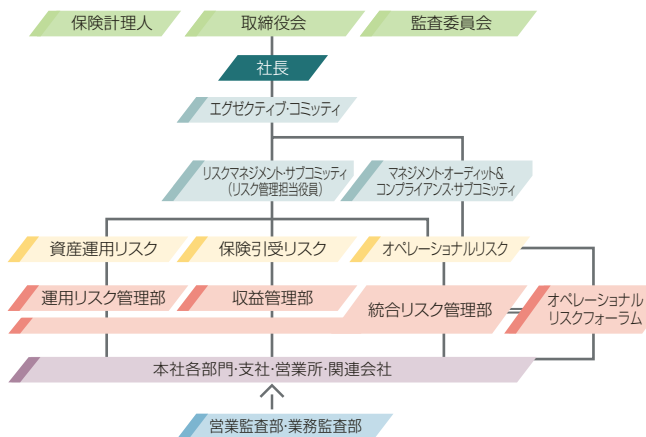 保険計理人
取締役会
監査委員会
社長
エグゼクティブ・コミッティ
リスクマネジメント・サブコミッティ
(リスク管理担当役員)
マネジメント・オーディット&
コンプライアンス・サブコミッティ
資産運用リスク
保険引受リスク
オペレーショナルリスク
運用リスク管理部
収益管理部
統合リスク管理部
オペレーショナル
リスクフォーラム
本社各部門・支社・営業所・関連会社
営業監査部・業務監査部